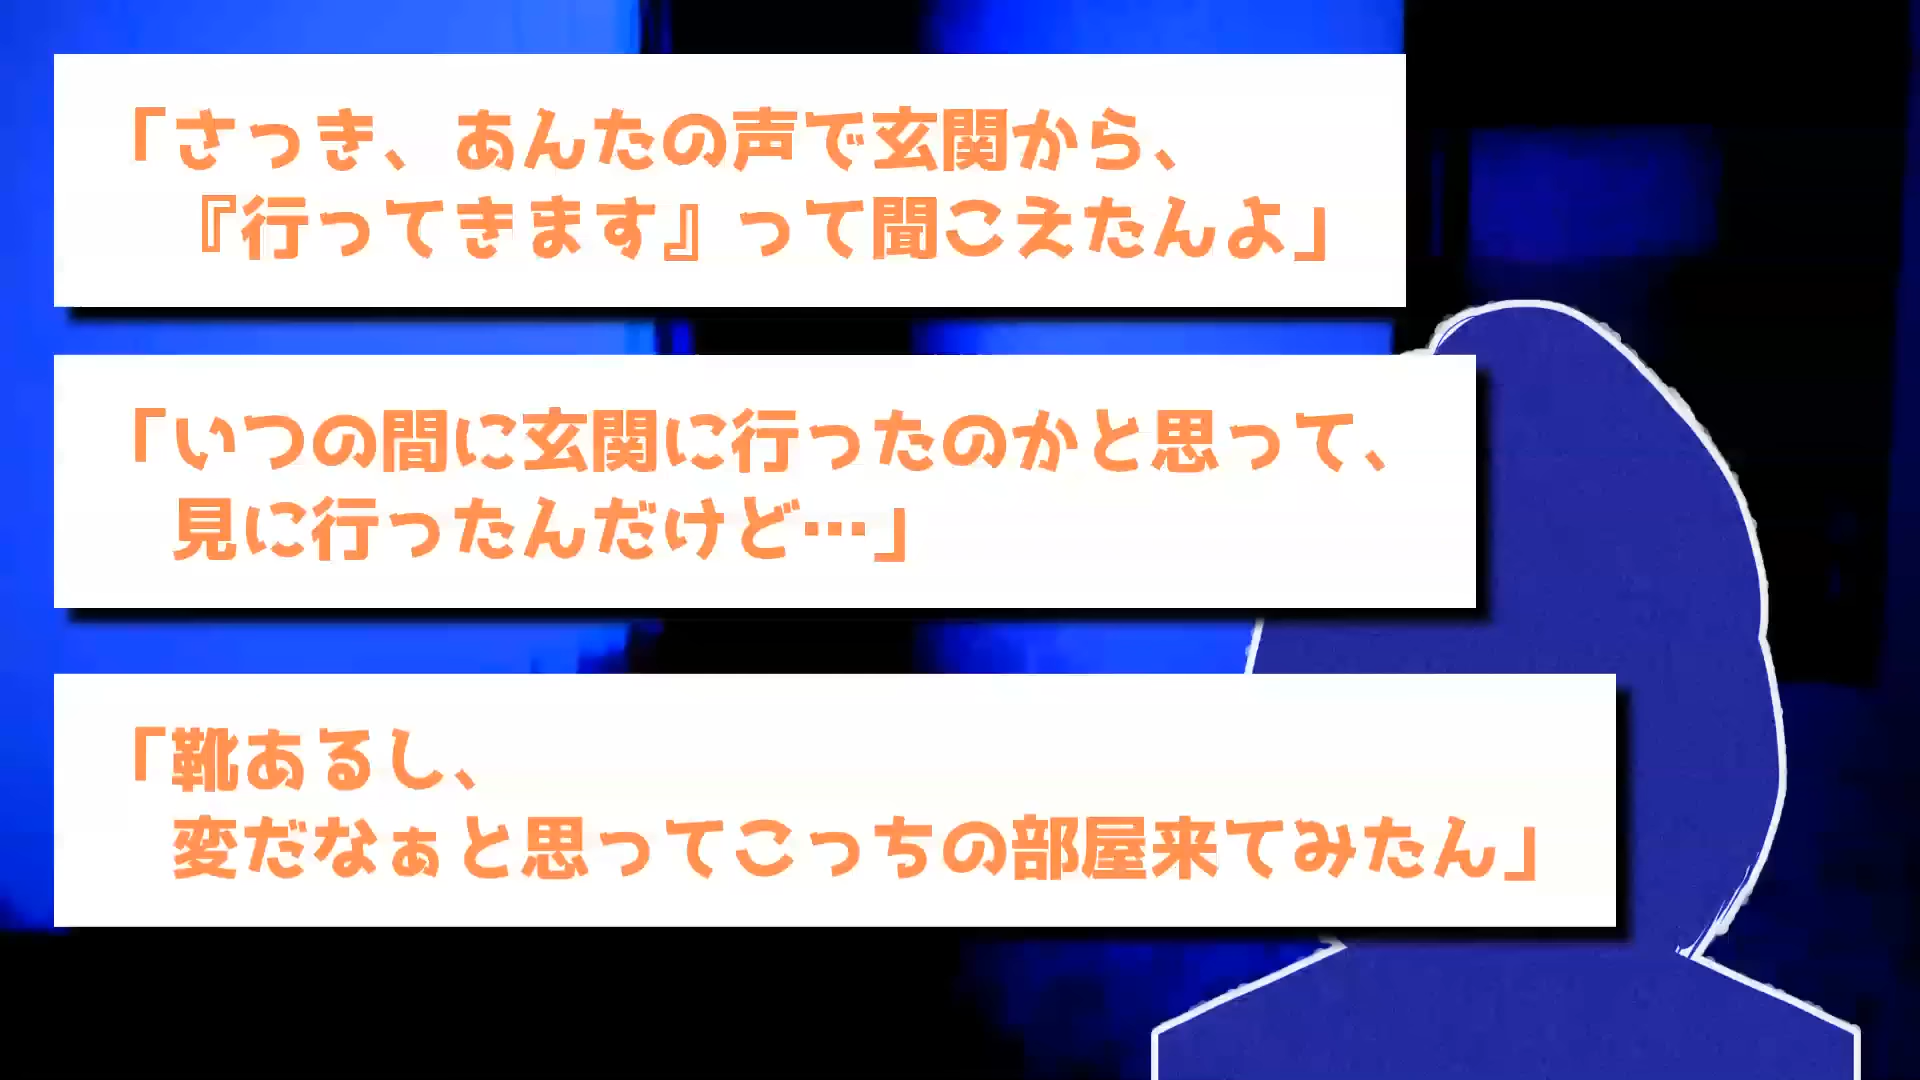 「さっき、あんたの声で玄関から、
『行ってきます』って聞こえたんよ」
「いつの間に玄関に行ったのかと思って、
見に行ったんだけど…」
「靴あるし、
変だなぁと思ってこっちの部屋来てみたん」